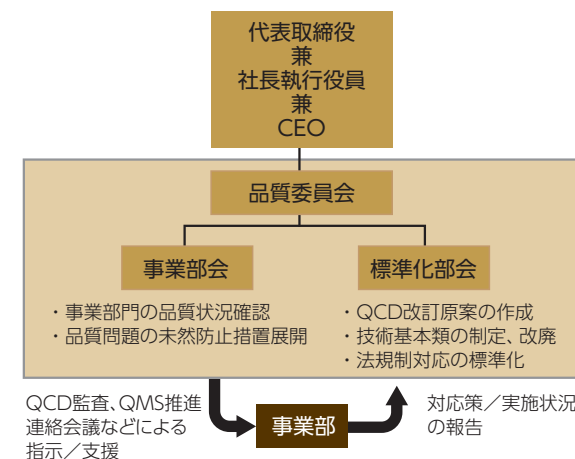 代表取締役
兼
社長執行役員
兼
CEO
品質委員会
事業部会
標準化部会
・事業部門の品質状況確認
・品質問題の未然防止措置展開
・QCD改訂原案の作成
・技術基本類の制定、改廃
・法規制対応の標準化
QCD監査、QMS推進
連絡会議などによる
指示／支援
事業部
対応策／実施状況
の報告